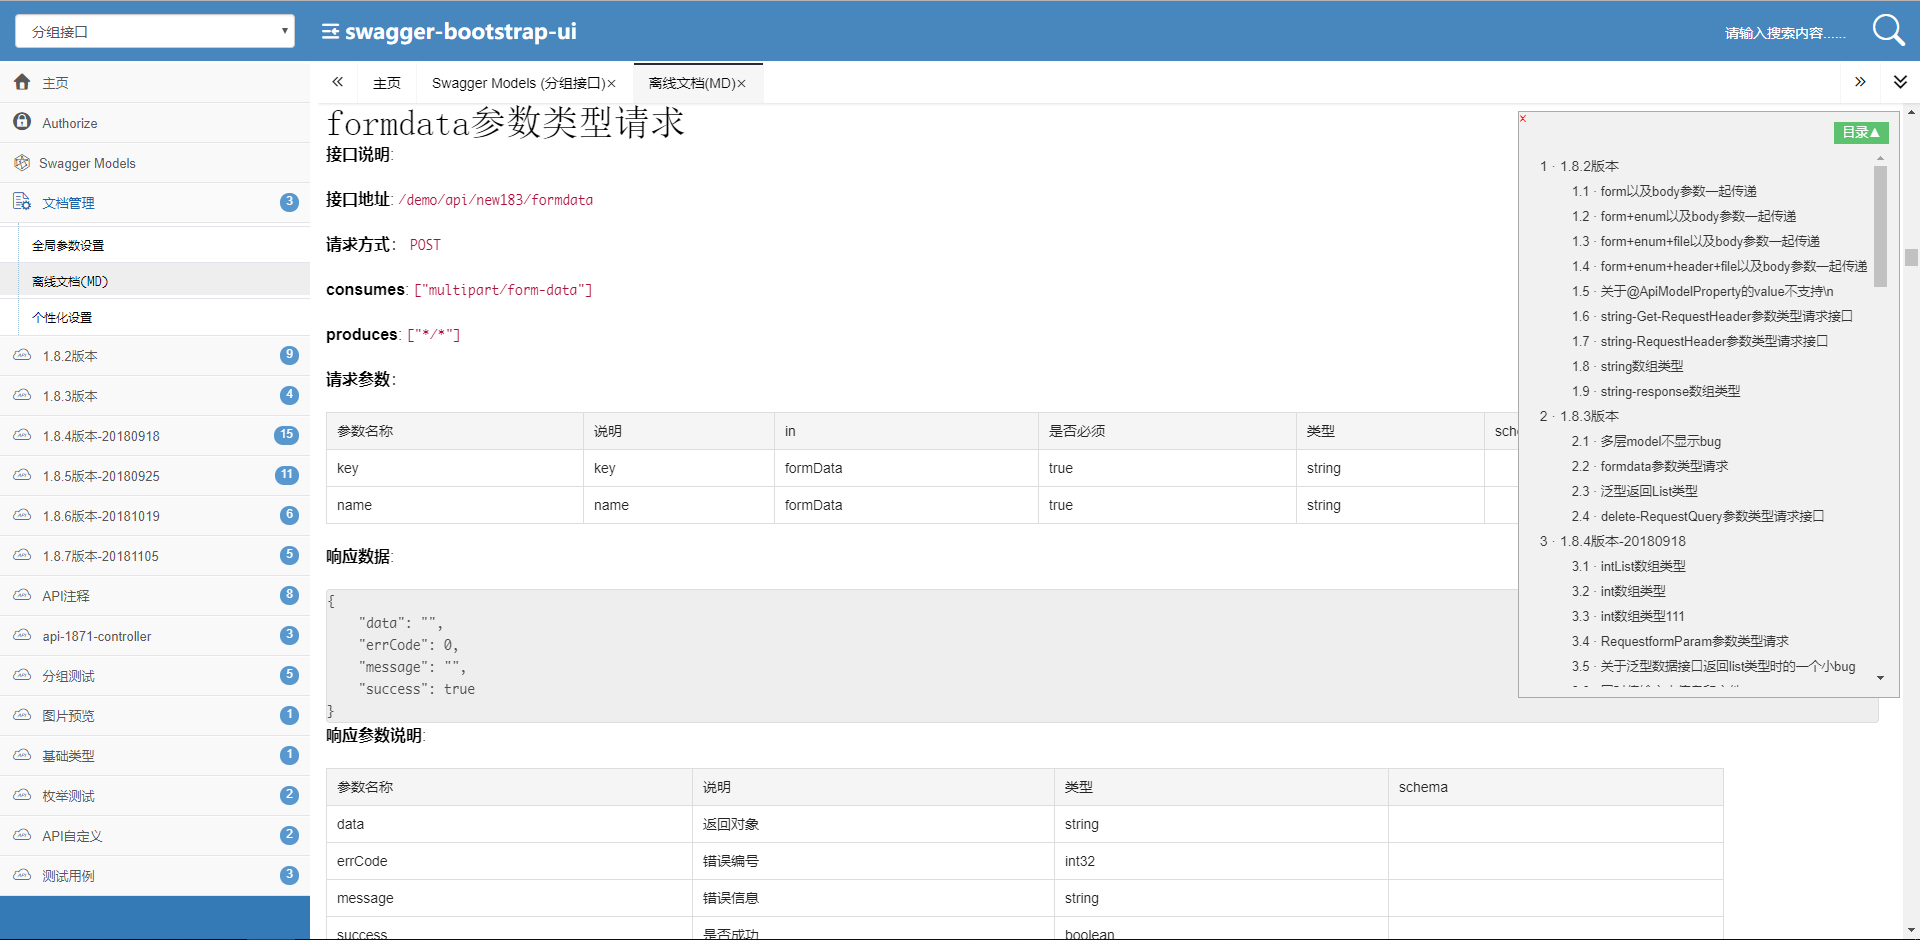 分组接口
swagger-bootstrap-ui
请输入搜索内容......
主页
Authorize
Swagger Models
文档管理 3
全局参数设置
离线文档(MD)
个性化设置
1.8.2版本 9
1.8.3版本 4
1.8.4版本-20180918 15
1.8.5版本-20180925 11
1.8.6版本-20181019 6
1.8.7版本-20181105 5
API注释 8
api-1871-controller 3
分组测试 5
图片预览 1
基础类型 1
枚举测试 2
API自定义 2
测试用例 3
主页 Swagger Models (分组接口)× 离线文档(MD)×
formdata参数类型请求
接口说明:
接口地址: /demo/api/new183/formdata
请求方式: POST
consumes: ["multipart/form-data"]
produces: ["*/*"]
请求参数:
参数名称 说明 in 是否必须 类型
key key formData true string
name name formData true string
响应数据:
{
"data": "",
"errCode": 0,
"message": "",
"success": true
}
响应参数说明:
参数名称 说明 类型 schema
data 返回对象 string
errCode 错误编号 int32
message 错误信息 string
success 是否成功 boolean
x
目录▲
1 · 1.8.2版本
1.1 · form以及body参数一起传递
1.2 · form+enum以及body参数一起传递
1.3 · form+enum+file以及body参数一起传递
1.4 · form+enum+header+file以及body参数一起传递
1.5 · 关于@ApiModelProperty的value不支持\n
1.6 · string-Get-RequestHeader参数类型请求接口
1.7 · string-RequestHeader参数类型请求接口
1.8 · string数组类型
1.9 · string-response数组类型
2 · 1.8.3版本
2.1 · 多层model不显示bug
2.2 · formdata参数类型请求
2.3 · 泛型返回List类型
2.4 · delete-RequestQuery参数类型请求接口
3 · 1.8.4版本-20180918
3.1 · intList数组类型
3.2 · int数组类型
3.3 · int数组类型111
3.4 · RequestformParam参数类型请求
3.5 · 关于泛型数据接口返回list类型时的一个小bug